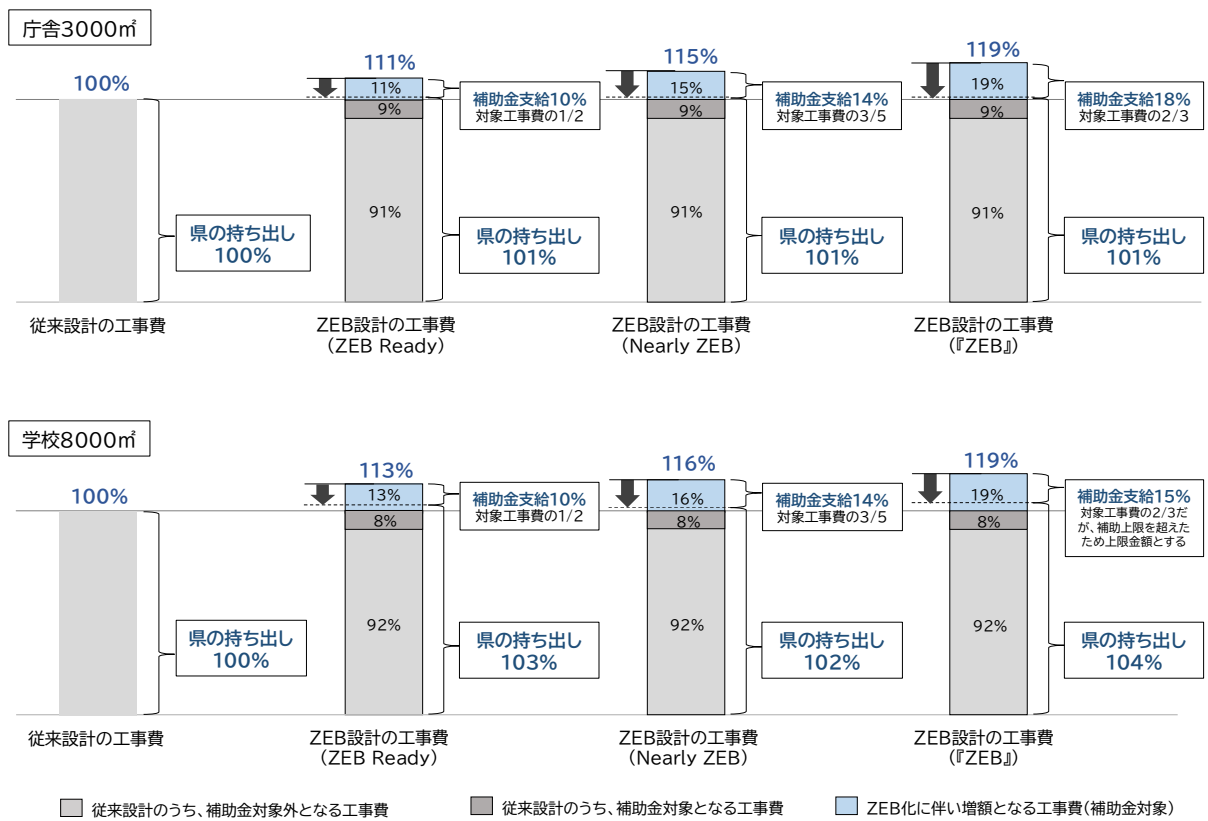 庁舎3000㎡
100%
111%
115%
119%
11%
9%
91%
補助金支給10%
対象工事費の1/2
15%
9%
91%
補助金支給14%
対象工事費の3/5
19%
9%
91%
補助金支給18%
対象工事費の2/3
県の持ち出し
100%
県の持ち出し
101%
県の持ち出し
101%
県の持ち出し
101%
従来設計の工事費
ZEB設計の工事費
(ZEB Ready)
ZEB設計の工事費
(Nearly ZEB)
ZEB設計の工事費
(『ZEB』)
学校8000㎡
100%
113%
116%
119%
13%
8%
92%
補助金支給10%
対象工事費の1/2
16%
8%
92%
補助金支給14%
対象工事費の3/5
19%
8%
92%
補助金支給15%
対象工事費の2/3だ
が、補助上限を超えた
ため上限金額とする
県の持ち出し
100%
県の持ち出し
103%
県の持ち出し
102%
県の持ち出し
104%
従来設計の工事費
ZEB設計の工事費
(ZEB Ready)
ZEB設計の工事費
(Nearly ZEB)
ZEB設計の工事費
(『ZEB』)
従来設計のうち、補助金対象外となる工事費
従来設計のうち、補助金対象となる工事費
ZEB化に伴い増額となる工事費(補助金対象)